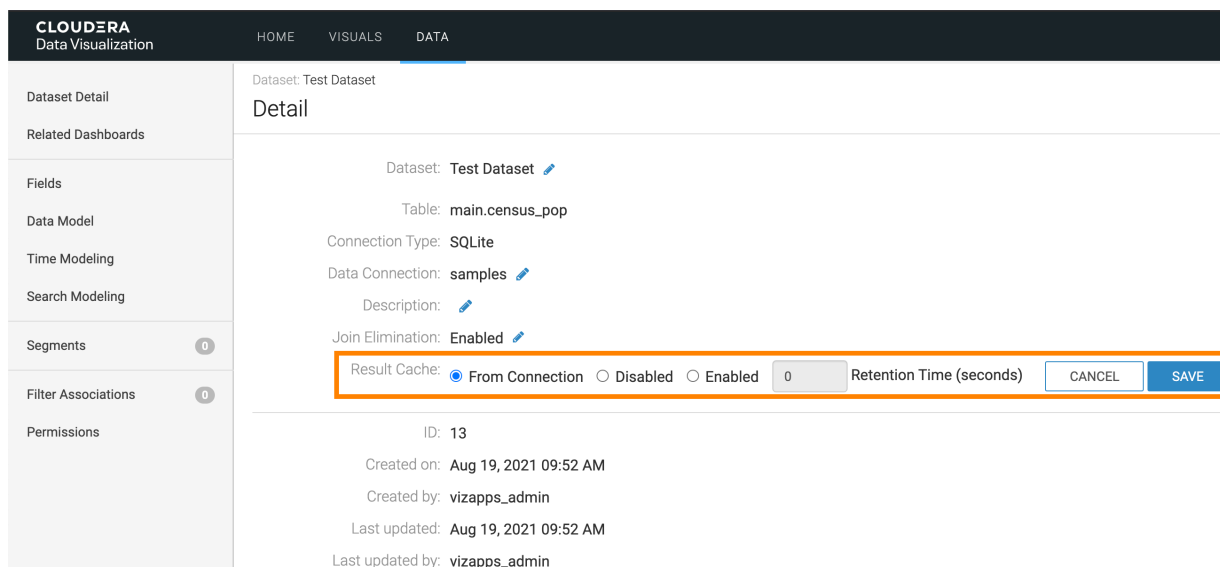 CLOUDΞRA
Data Visualization
HOME VISUALS DATA
Dataset Detail
Related Dashboards
Fields
Data Model
Time Modeling
Search Modeling
Segments 0
Filter Associations 0
Permissions
Dataset: Test Dataset
Detail
Dataset: Test Dataset
Table: main.census_pop
Connection Type: SQLite
Data Connection: samples
Description:
Join Elimination: Enabled
Result Cache: From Connection Disabled Enabled 0 Retention Time (seconds) CANCEL SAVE
ID: 13
Created on: Aug 19, 2021 09:52 AM
Created by: vizapps_admin
Last updated: Aug 19, 2021 09:52 AM
Last updated by: vizapps_admin